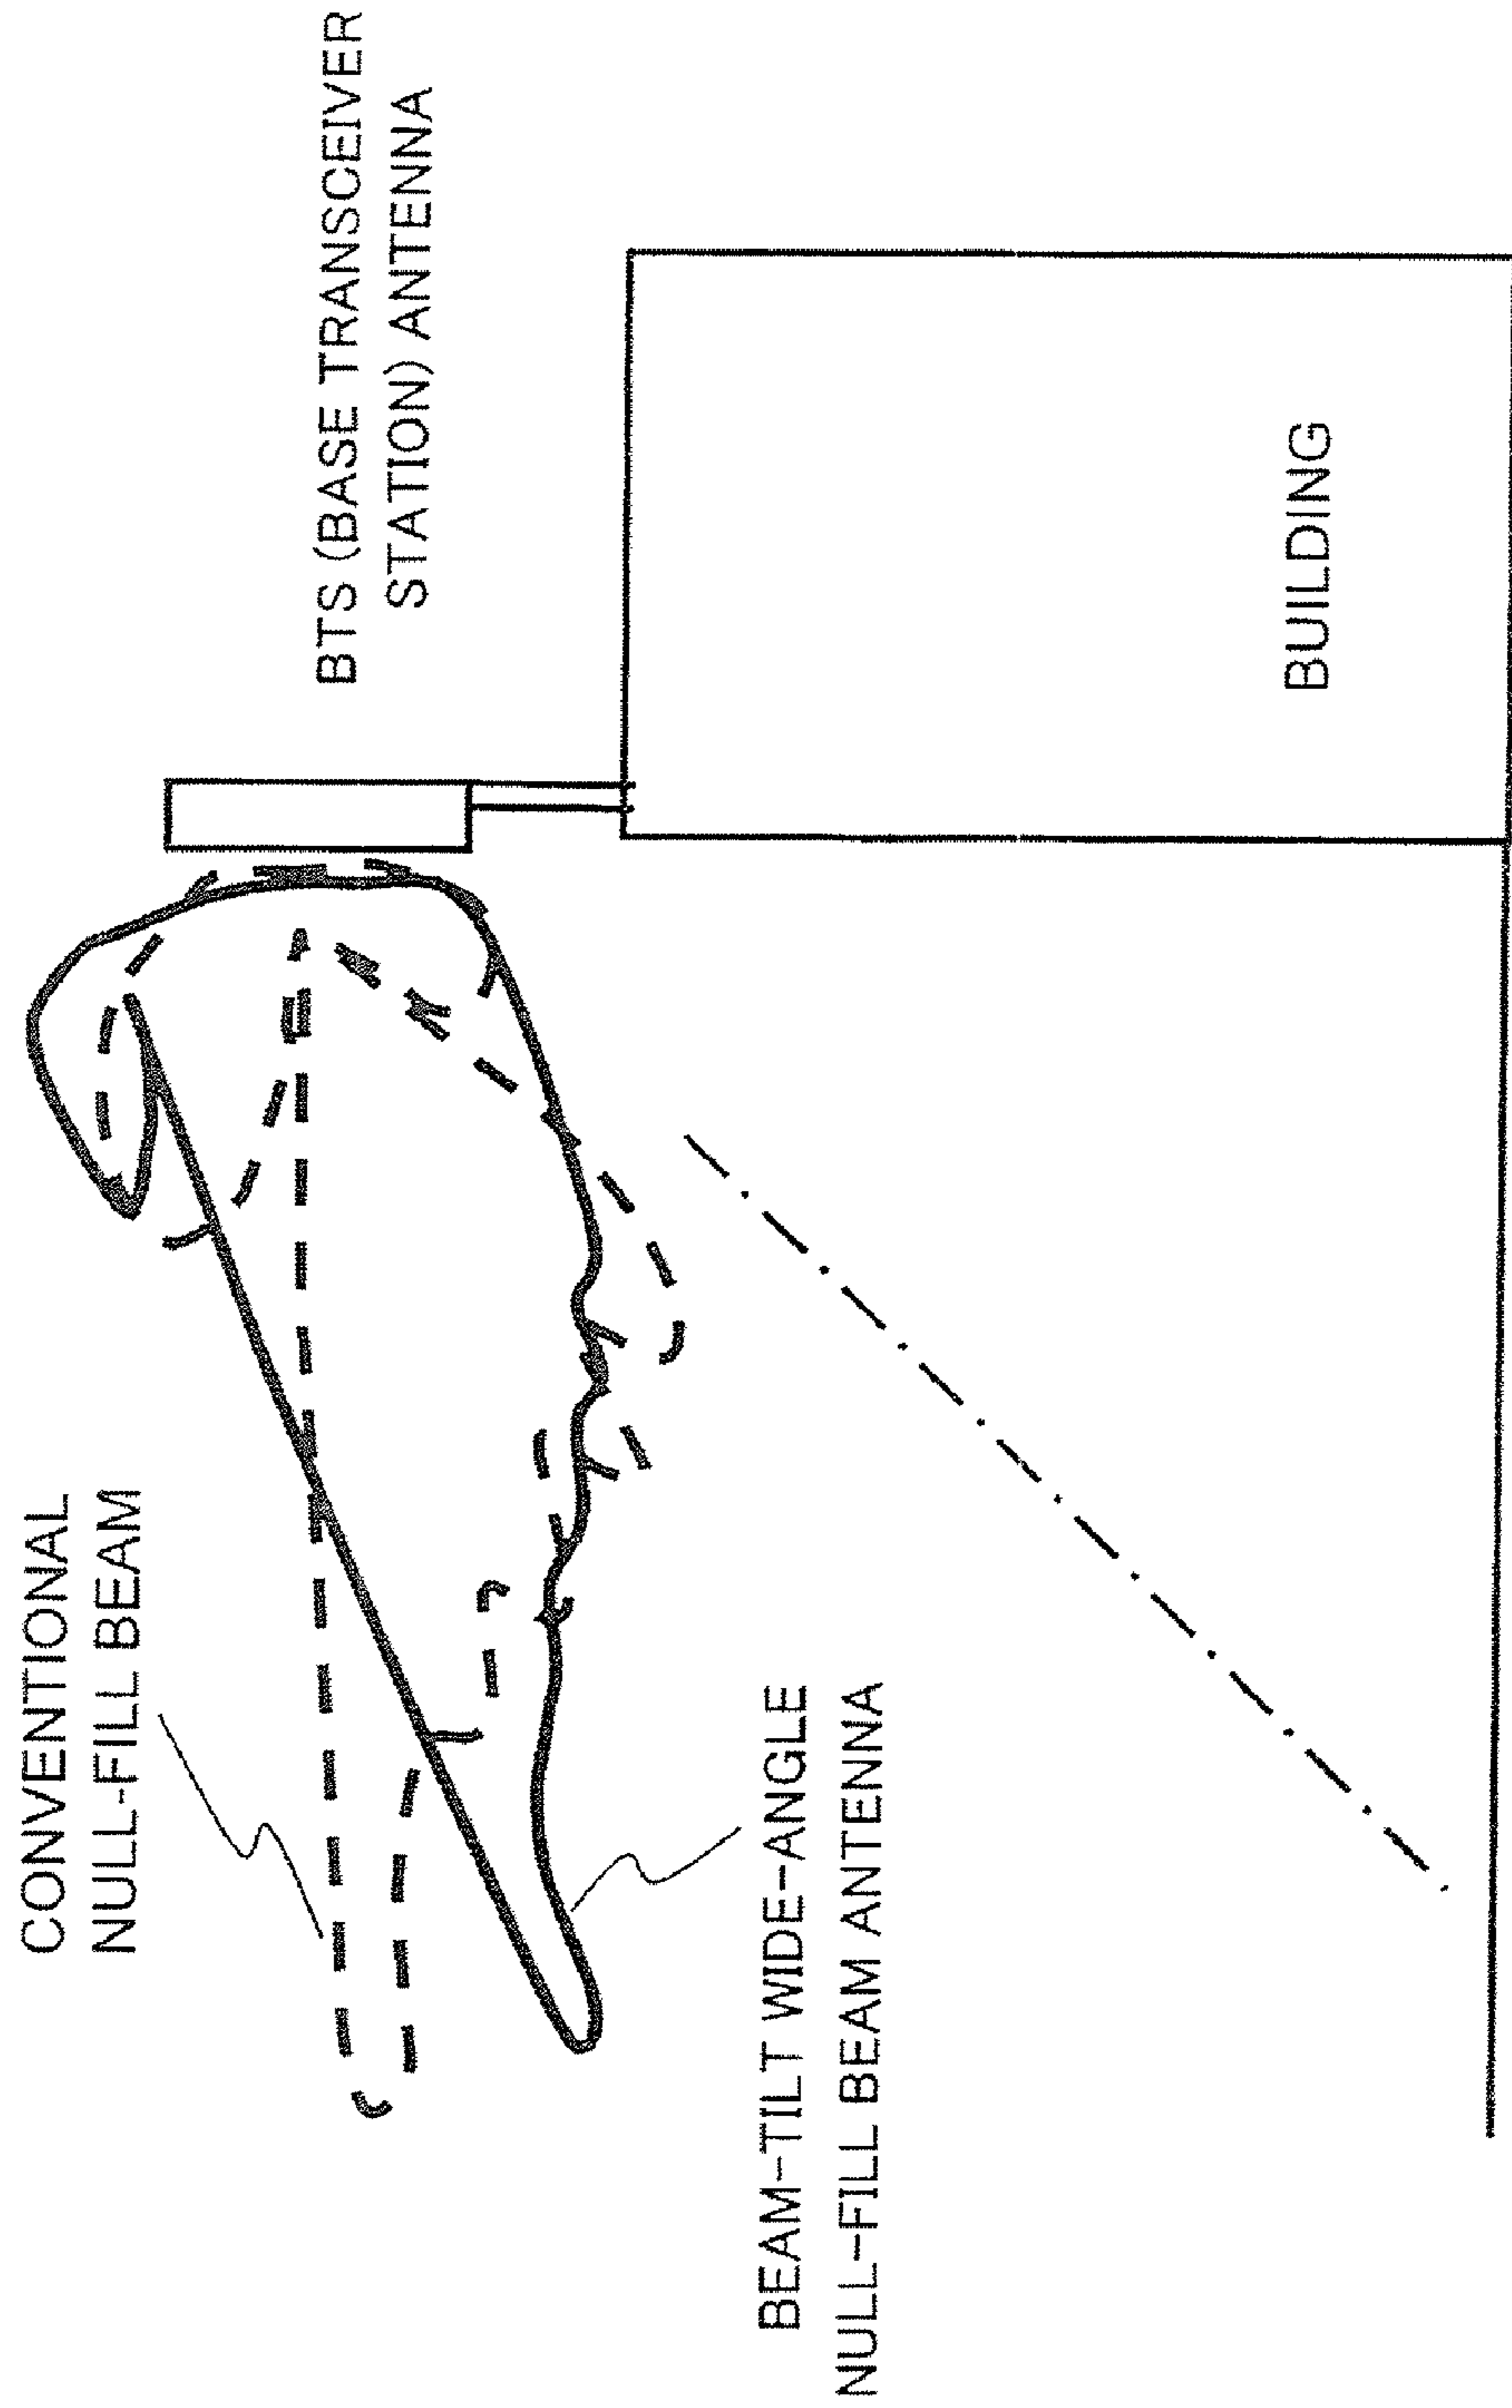 CONVENTIONAL
NULL-FILL BEAM
BTS (BASE TRANSCEIVER
STATION) ANTENNA
BEAM-TILT WIDE-ANGLE
NULL-FILL BEAM ANTENNA
BUILDING